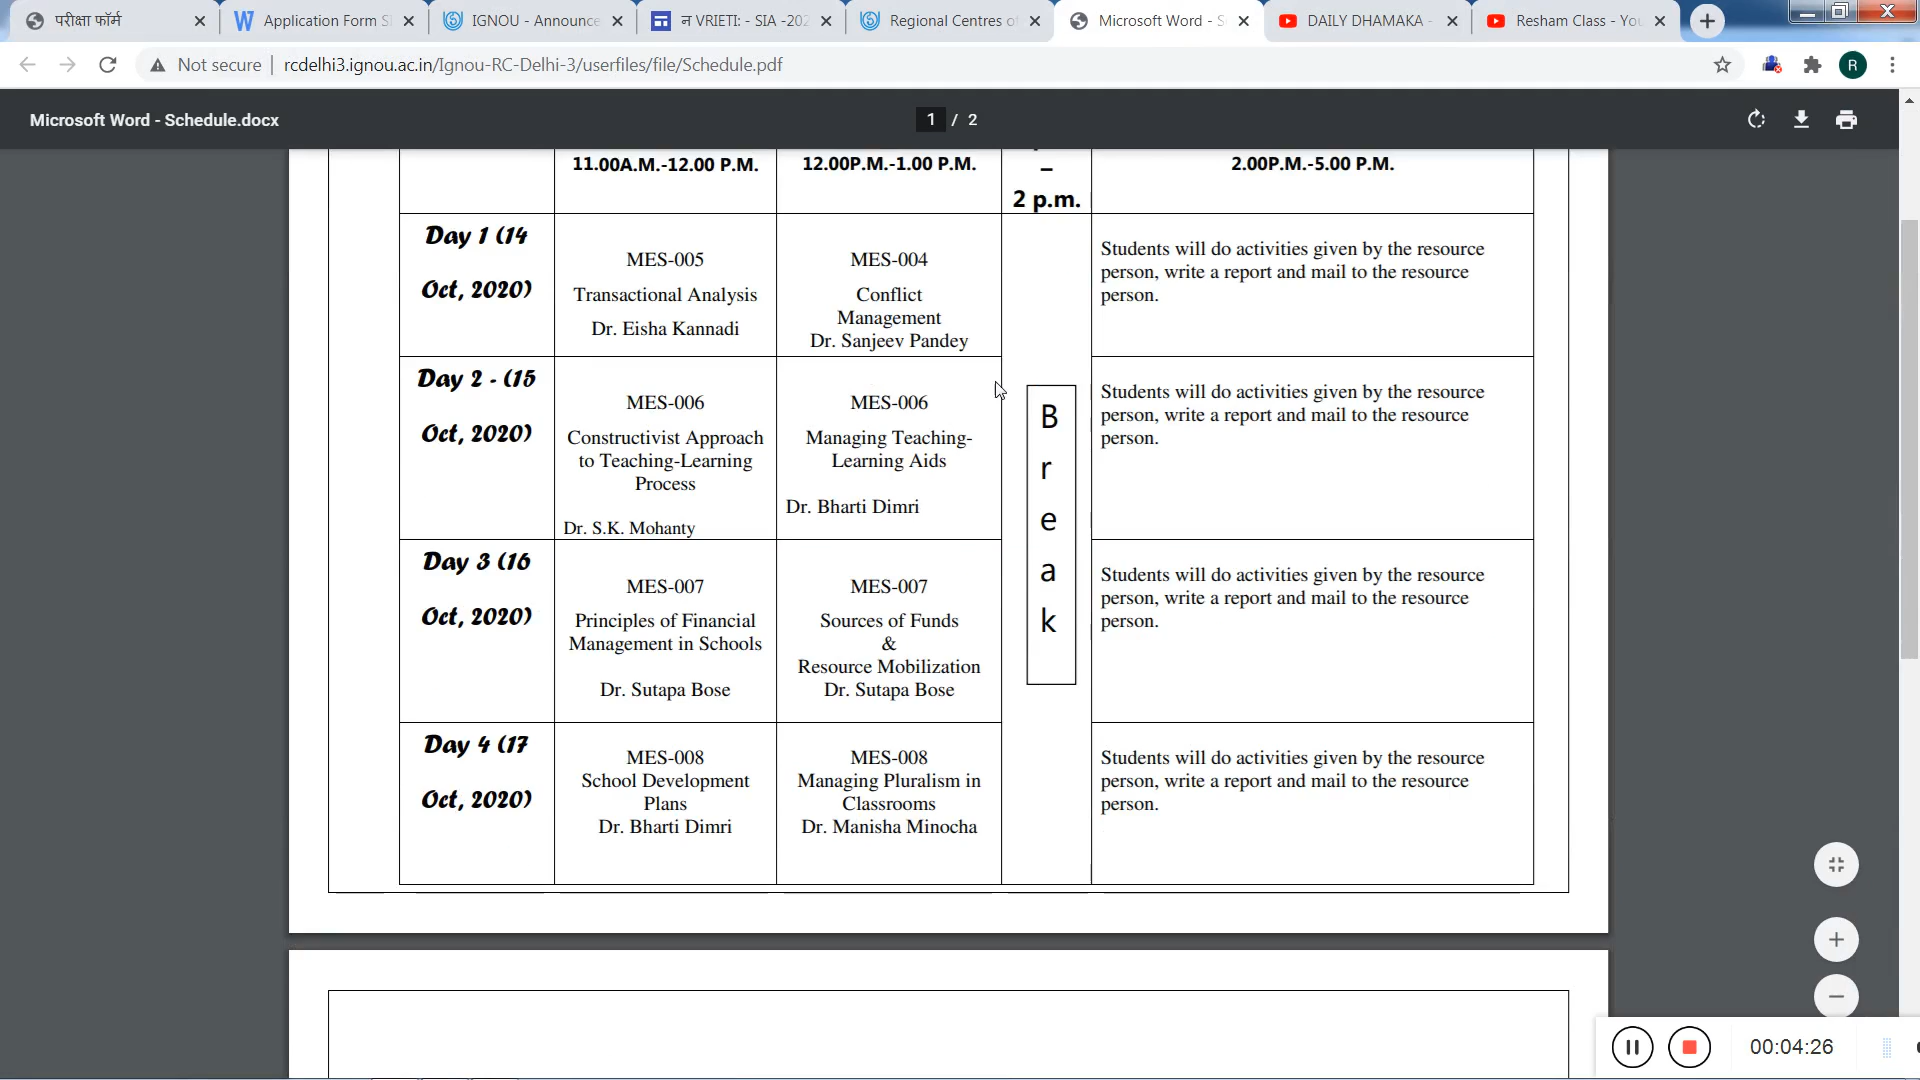 परीक्षा फॉर्म
Application Form S
IGNOU - Announce
न VRIETI: - SIA -202
Regional Centres o
Microsoft Word - S
DAILY DHAMAKA -
Resham Class - You
Not secure
rcdelhi3.ignou.ac.in/Ignou-RC-Delhi-3/userfiles/file/Schedule.pdf
R
Microsoft Word - Schedule.docx
1 / 2
11.00A.M.-12.00 P.M.
12.00P.M.-1.00 P.M.
–
2 p.m.
2.00P.M.-5.00 P.M.
Day 1 (14
Oct, 2020)
MES-005
Transactional Analysis
Dr. Eisha Kannadi
MES-004
Conflict
Management
Dr. Sanjeev Pandey
Students will do activities given by the resource
person, write a report and mail to the resource
person.
Day 2 - (15
Oct, 2020)
MES-006
Constructivist Approach
to Teaching-Learning
Process
Dr. S.K. Mohanty
MES-006
Managing Teaching-
Learning Aids
Dr. Bharti Dimri
B
r
e
a
k
Students will do activities given by the resource
person, write a report and mail to the resource
person.
Day 3 (16
Oct, 2020)
MES-007
Principles of Financial
Management in Schools
Dr. Sutapa Bose
MES-007
Sources of Funds
&
Resource Mobilization
Dr. Sutapa Bose
Students will do activities given by the resource
person, write a report and mail to the resource
person.
Day 4 (17
Oct, 2020)
MES-008
School Development
Plans
Dr. Bharti Dimri
MES-008
Managing Pluralism in
Classrooms
Dr. Manisha Minocha
Students will do activities given by the resource
person, write a report and mail to the resource
person.
00:04:26